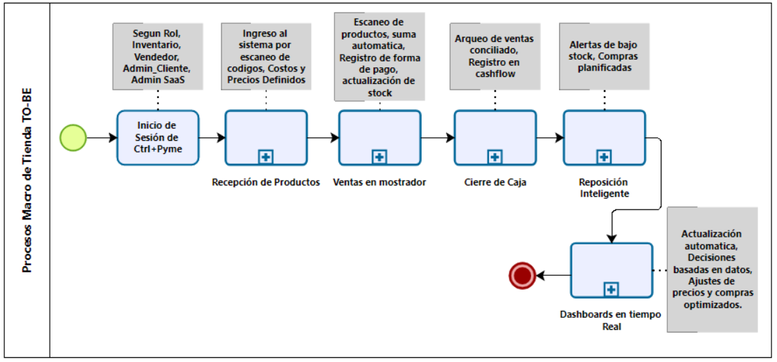 Procesos Macro de Tienda TO-BE
Segun Rol,
Inventario,
Vendedor,
Admin_Cliente,
Admin SaaS
Ingreso al
sistema por
escaneo de
codigos, Costos y
Precios Definidos
Escaneo de
productos, suma
automatica,
Registro de forma
de pago,
actualización de
stock
Arqueo de ventas
conciliado,
Registro en
cashflow
Alertas de bajo
stock, Compras
planificadas
Inicio de
Sesión de
Ctrl+Pyme
Recepción de Productos
Ventas en mostrador
Cierre de Caja
Reposición
Inteligente
Actualización
automatica,
Decisiones
basadas en datos,
Ajustes de
precios y compras
optimizados.
Dashboards en tiempo
Real